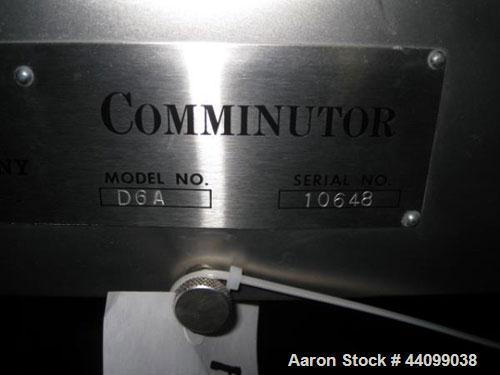 COMMINUTOR
NY
MODEL NO. SERIAL NO.
D6A 10648
Aaron Stock # 44099038